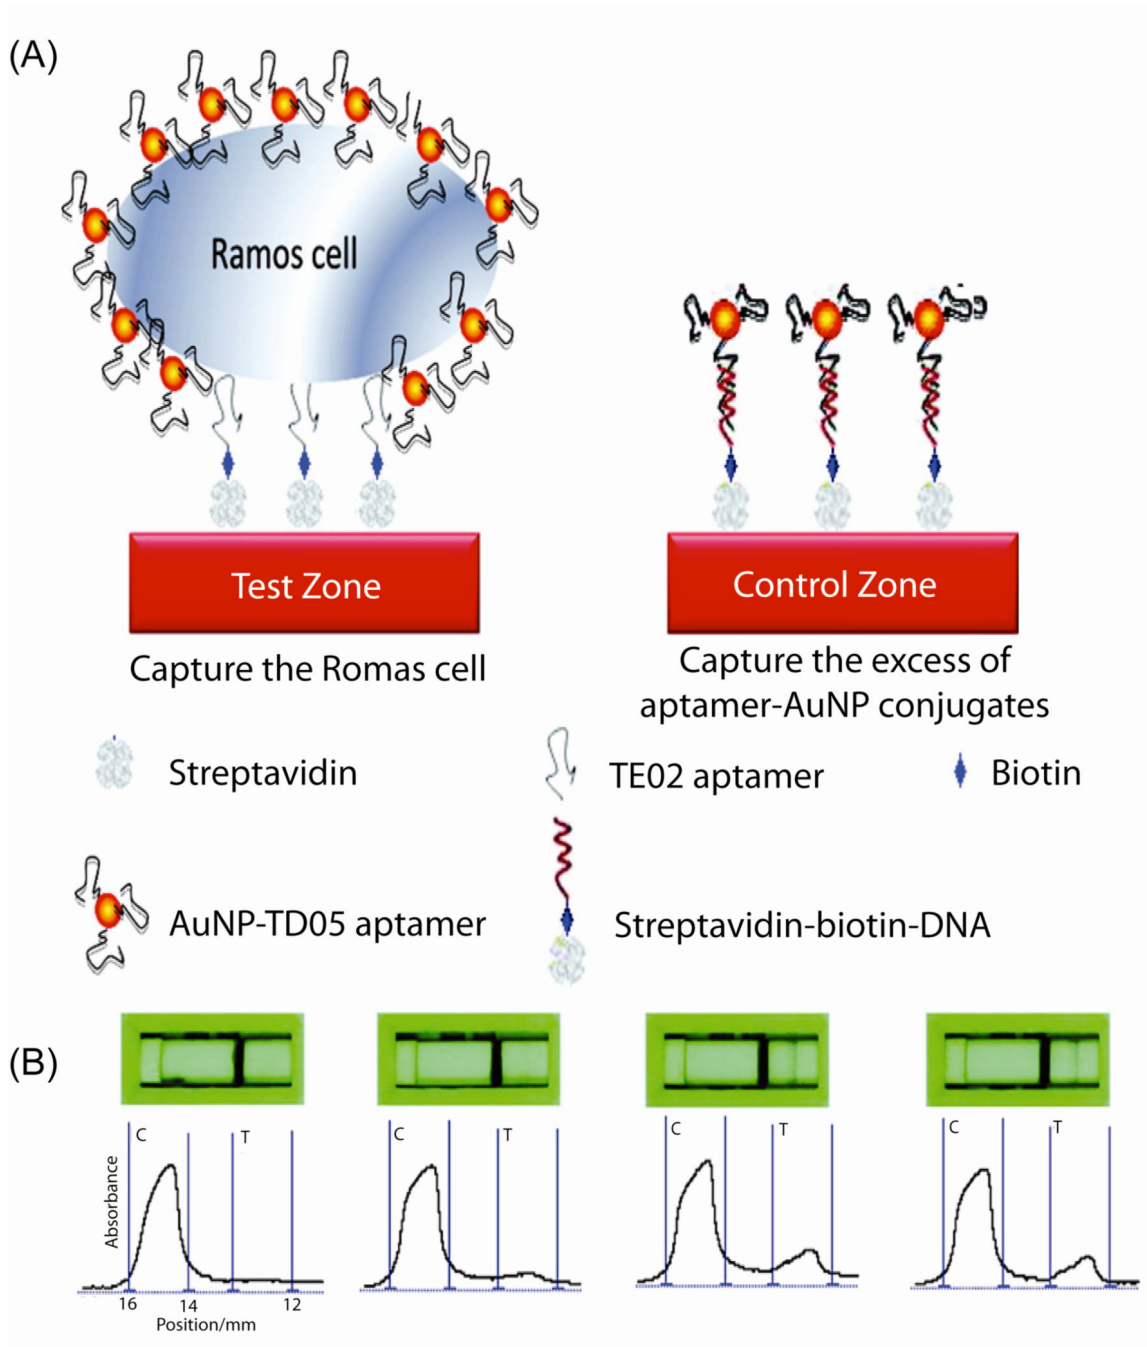 (A)
Ramos cell
Test Zone
Control Zone
Capture the Romas cell
Capture the excess of
aptamer-AuNP conjugates
Streptavidin
TE02 aptamer
Biotin
AuNP-TD05 aptamer
Streptavidin-biotin-DNA
(B)
C T
C T
C T
C T
Absorbance
16 14 12
Position/mm